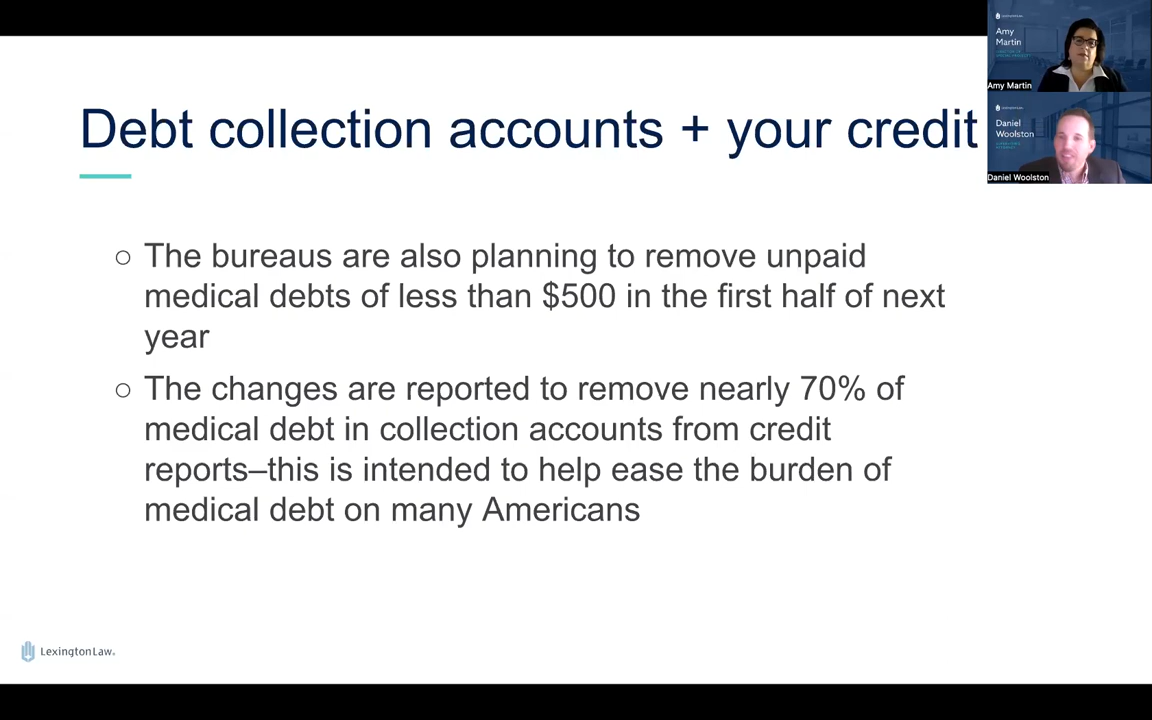 Debt collection accounts + your credit
○ The bureaus are also planning to remove unpaid
medical debts of less than $500 in the first half of next
year
○ The changes are reported to remove nearly 70% of
medical debt in collection accounts from credit
reports–this is intended to help ease the burden of
medical debt on many Americans
LexingtonLaw.
Amy
Martin
Amy Martin
Daniel
Woolston
Daniel Woolston